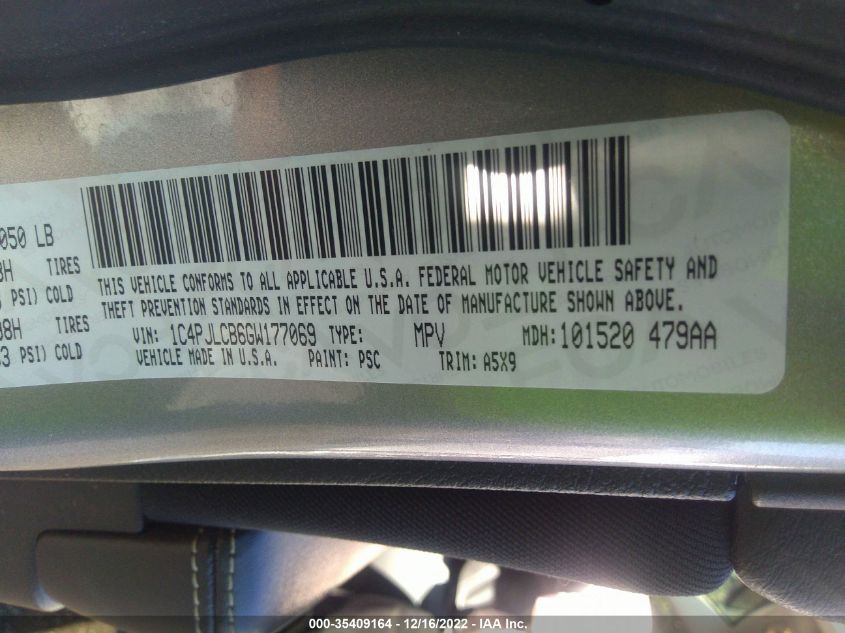 050 LB
TIRES
PSI) COLD
TIRES
PSI) COLD
THIS VEHICLE CONFORMS TO ALL APPLICABLE U.S.A. FEDERAL MOTOR VEHICLE SAFETY AND
THEFT PREVENTION STANDARDS IN EFFECT ON THE DATE OF MANUFACTURE SHOWN ABOVE.
VIN: 1C4PJLCB6GW177069 TYPE: MPV MDH: 101520 479AA
VEHICLE MADE IN U.S.A. PAINT: PSC TRIM: A5X9
000-35409164 - 12/16/2022 - IAA Inc.